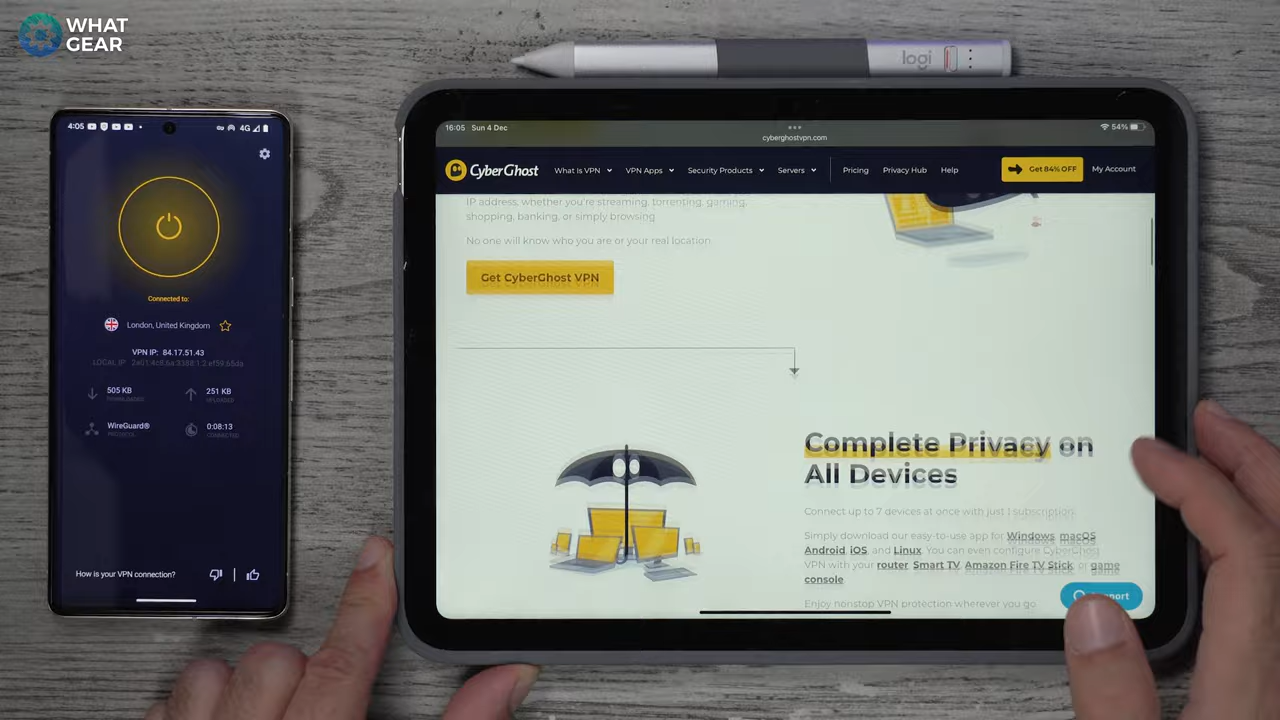 WHAT
GEAR
logi
4:05
4G
Connected to:
London, United Kingdom
VPN IP: 84.17.51.43
505 KB
DOWNLOADED
251 KB
UPLOADED
WireGuard®
0:08:13
CONNECTED
How is your VPN connection?
16:05 Sun 4 Dec
cyberghostvpn.com
54%
CYBERGHOST
What Is VPN
VPN Apps
Security Products
Servers
Pricing
Privacy Hub
Help
Get 84% OFF
My Account
IP address, whether you're streaming, torrenting, gaming,
shopping, banking, or simply browsing
No one will know who you are or your real location.
Get CyberGhost VPN
Complete Privacy on
All Devices
Connect up to 7 devices at once with just 1 subscription.
Simply download our easy-to-use app for Windows, macOS
Android, iOS, and Linux. You can even configure CyberGhost
VPN with your router, Smart TV, Amazon Fire TV Stick, or game
console
Enjoy nonstop VPN protection wherever you go